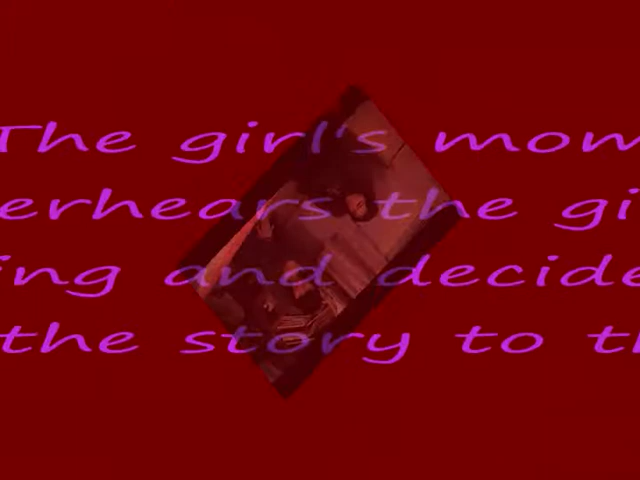 The girl's mom
erhears the gi
ing and decide
the story to th